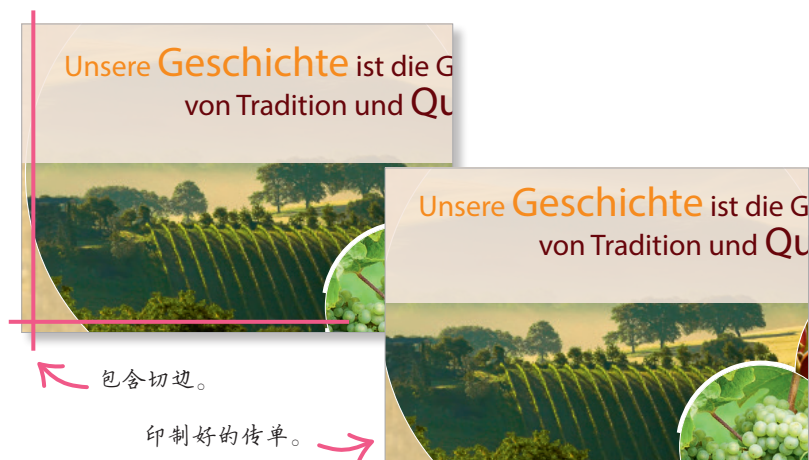 Unsere Geschichte ist die G
von Tradition und Qu
Unsere Geschichte ist die G
von Tradition und Qu
包含切边。
印制好的传单。